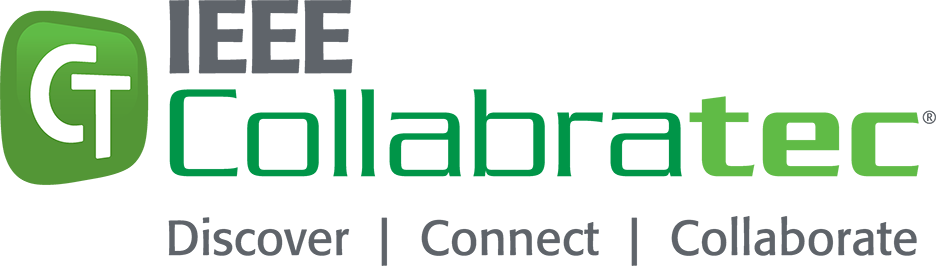 CT
IEEE
Collabratec®
Discover | Connect | Collaborate